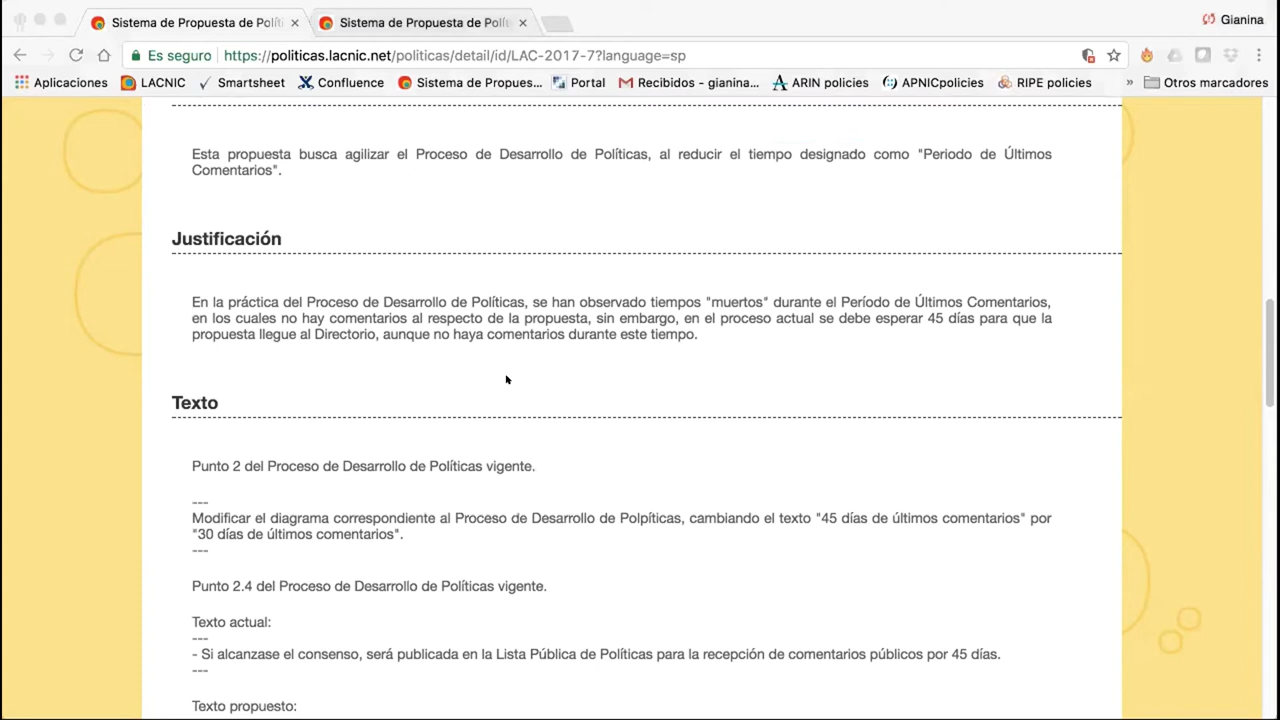 Sistema de Propuesta de Políti
Sistema de Propuesta de Políti
Gianina
Es seguro
https://politicas.lacnic.net/politicas/detail/id/LAC-2017-7?language=sp
Aplicaciones
LACNIC
Smartsheet
Confluence
Sistema de Propues...
Portal
Recibidos - gianina...
ARIN policies
APNICpolicies
RIPE policies
»
Otros marcadores
Esta propuesta busca agilizar el Proceso de Desarrollo de Políticas, al reducir el tiempo designado como "Periodo de Últimos
Comentarios".
Justificación
En la práctica del Proceso de Desarrollo de Políticas, se han observado tiempos "muertos" durante el Período de Últimos Comentarios,
en los cuales no hay comentarios al respecto de la propuesta, sin embargo, en el proceso actual se debe esperar 45 días para que la
propuesta llegue al Directorio, aunque no haya comentarios durante este tiempo.
Texto
Punto 2 del Proceso de Desarrollo de Políticas vigente.
---
Modificar el diagrama correspondiente al Proceso de Desarrollo de Polpíticas, cambiando el texto "45 días de últimos comentarios" por
"30 días de últimos comentarios".
---
Punto 2.4 del Proceso de Desarrollo de Políticas vigente.
Texto actual:
---
- Si alcanzase el consenso, será publicada en la Lista Pública de Políticas para la recepción de comentarios públicos por 45 días.
---
Texto propuesto: